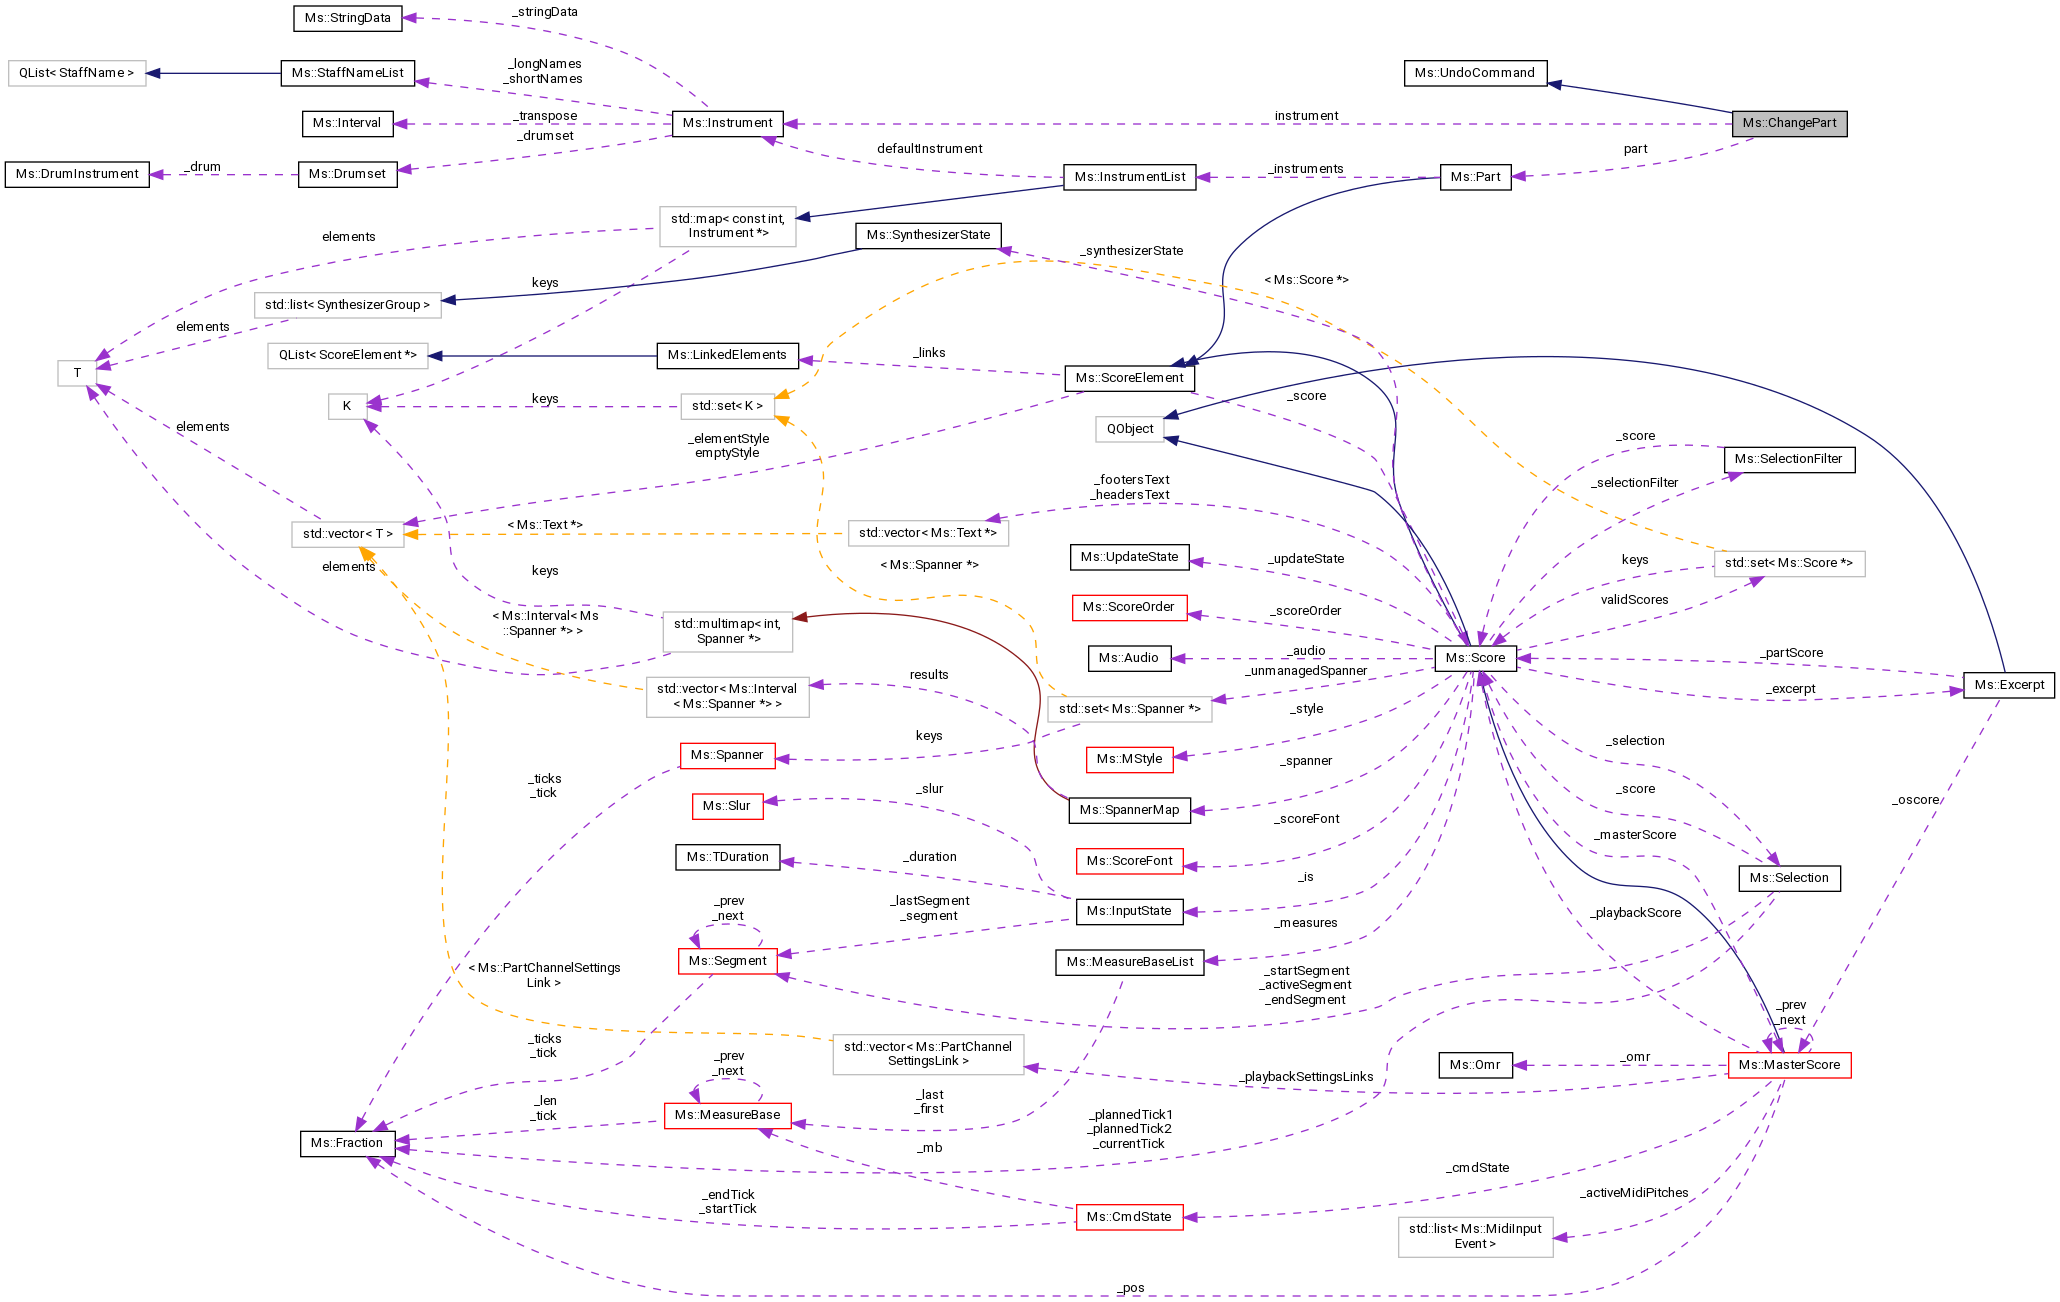 Ms::StringData
_stringData
QList< StaffName >
Ms::StaffNameList
_longNames
_shortNames
Ms::UndoCommand
Ms::Interval
_transpose
Ms::Instrument
instrument
Ms::ChangePart
_drumset
defaultInstrument
part
Ms::DrumInstrument
_drum
Ms::Drumset
Ms::InstrumentList
_instruments
Ms::Part
std::map< const int,
Instrument *>
elements
Ms::SynthesizerState
_synthesizerState
keys
< Ms::Score *>
std::list< SynthesizerGroup >
elements
QList< ScoreElement *>
Ms::LinkedElements
_links
T
Ms::ScoreElement
K
keys
std::set< K >
_score
elements
_elementStyle
emptyStyle
QObject
_score
Ms::SelectionFilter
_footersText
_headersText
_selectionFilter
std::vector< T >
< Ms::Text *>
std::vector< Ms::Text *>
elements
keys
< Ms::Spanner *>
Ms::UpdateState
_updateState
keys
std::set< Ms::Score *>
validScores
Ms::ScoreOrder
_scoreOrder
< Ms::Interval< Ms
::Spanner *> >
std::multimap< int,
Spanner *>
Ms::Audio
_audio
Ms::Score
_partScore
_unmanagedSpanner
results
std::vector< Ms::Interval
< Ms::Spanner *> >
std::set< Ms::Spanner *>
_excerpt
Ms::Excerpt
_style
keys
Ms::Spanner
_selection
Ms::MStyle
_spanner
_ticks
_tick
_slur
_score
Ms::Slur
Ms::SpannerMap
_oscore
_scoreFont
_masterScore
Ms::TDuration
_duration
Ms::ScoreFont
_is
Ms::Selection
_prev
_next
_lastSegment
_segment
Ms::InputState
_measures
_playbackScore
Ms::Segment
Ms::MeasureBaseList
< Ms::PartChannelSettings
Link >
_startSegment
_activeSegment
_endSegment
_prev
_next
_ticks
_tick
std::vector< Ms::PartChannel
SettingsLink >
_prev
_next
_playbackSettingsLinks
Ms::Omr
_omr
Ms::MasterScore
_len
_tick
Ms::MeasureBase
_last
_first
_plannedTick1
_plannedTick2
_currentTick
Ms::Fraction
_mb
_cmdState
_endTick
_startTick
Ms::CmdState
_activeMidiPitches
std::list< Ms::MidiInput
Event >
_pos